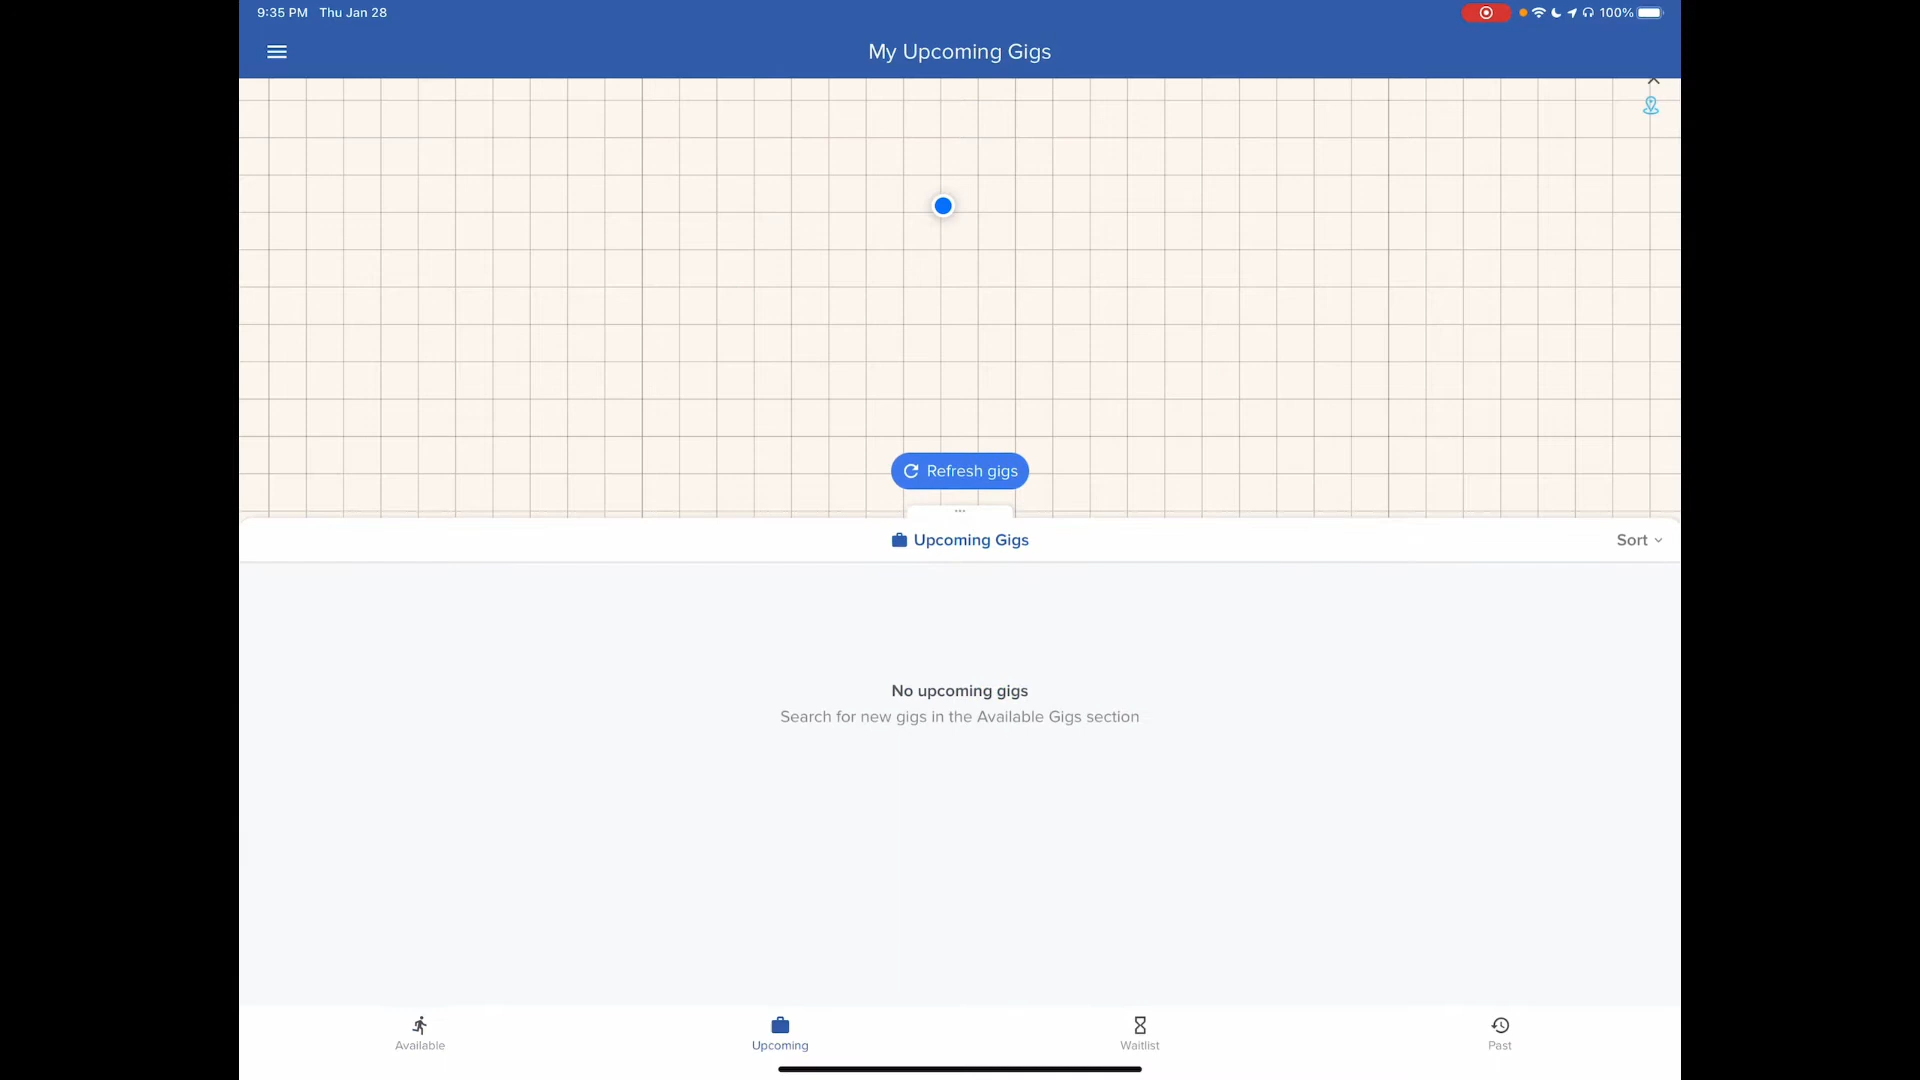 9:35 PM Thu Jan 28
100%
My Upcoming Gigs
Refresh gigs
Upcoming Gigs
Sort
No upcoming gigs
Search for new gigs in the Available Gigs section
Available
Upcoming
Waitlist
Past